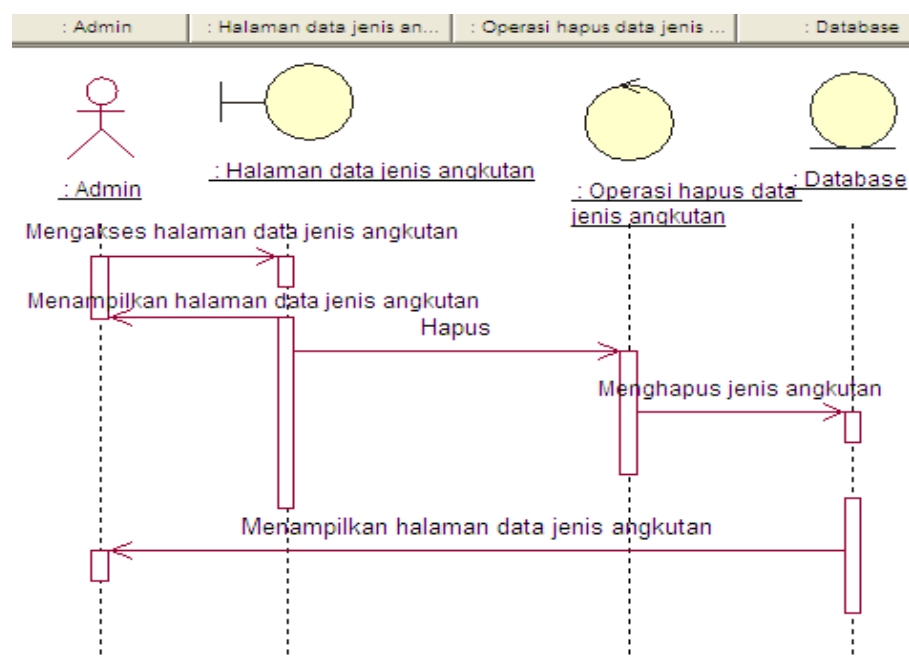 : Admin
: Halaman data jenis an...
: Operasi hapus data jenis ...
: Database
: Halaman data jenis angkutan
: Admin
: Operasi hapus data
jenis angkutan
: Database
Mengakses halaman data jenis angkutan
Menampilkan halaman data jenis angkutan
Hapus
Menghapus jenis angkutan
Menampilkan halaman data jenis angkutan